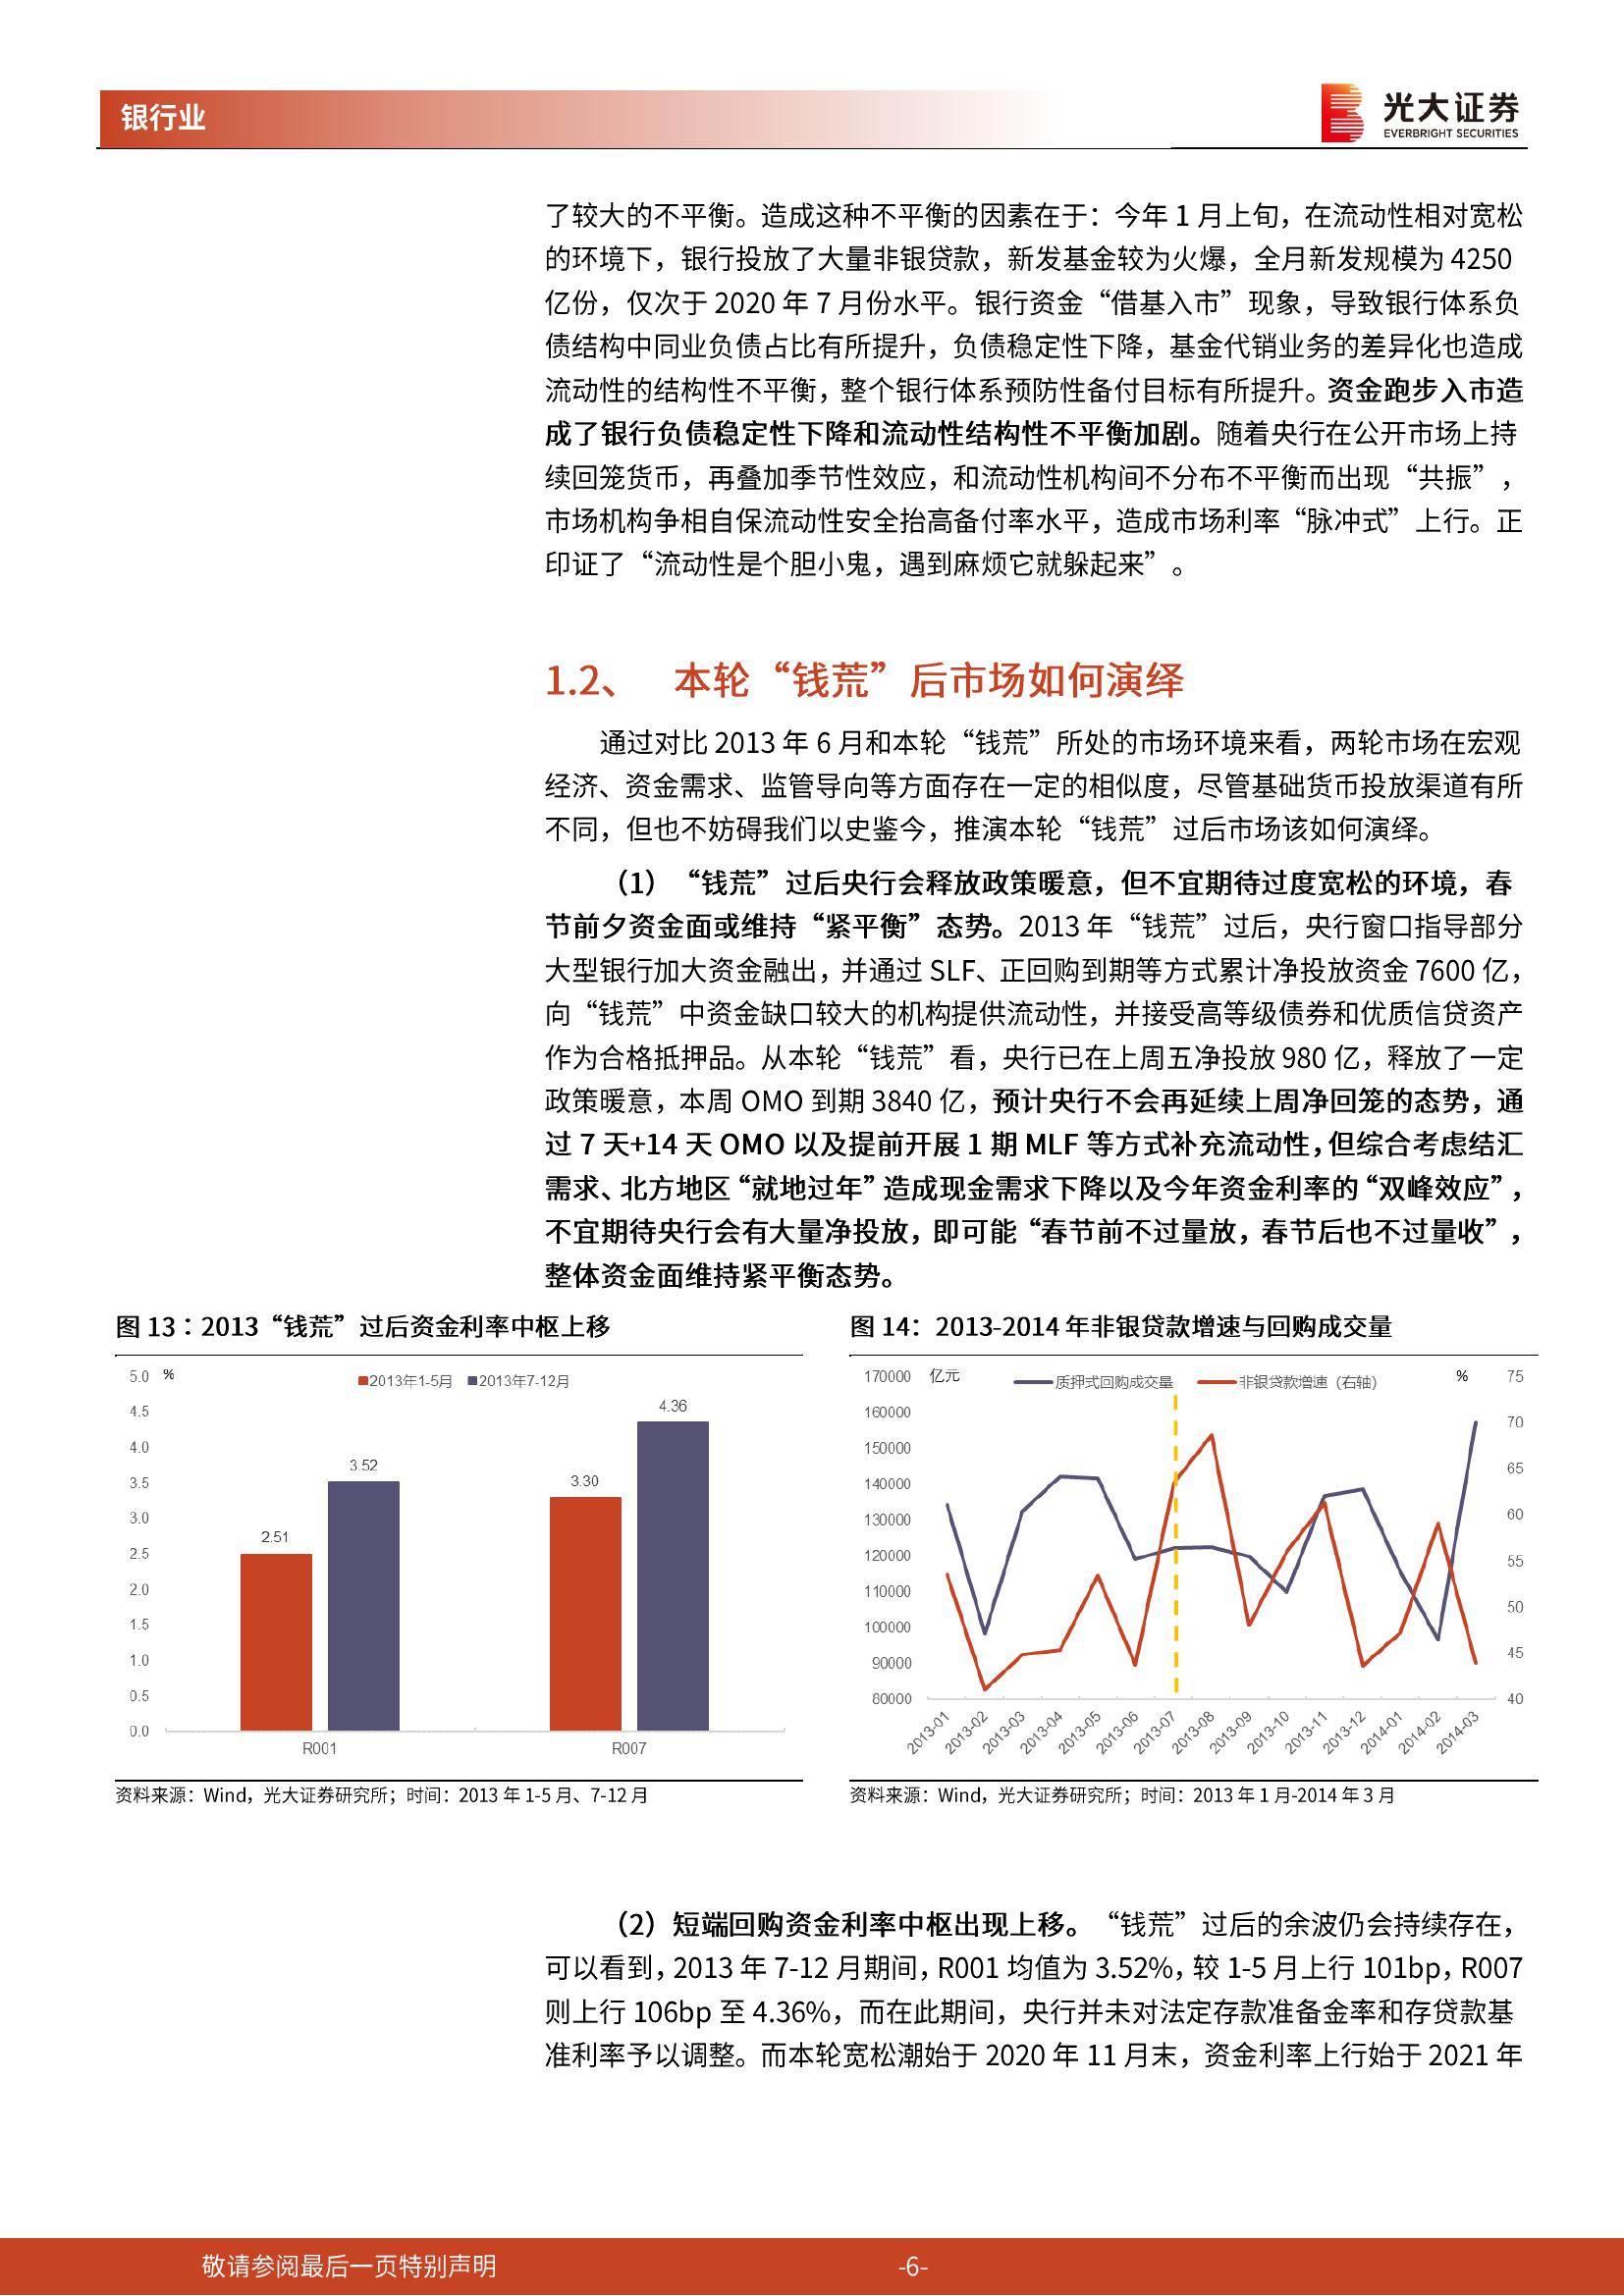 银行业
光大证券
EVERBRIGHT SECURITIES
了较大的不平衡。造成这种不平衡的因素在于：今年 1 月上旬，在流动性相对宽松
的环境下，银行投放了大量非银贷款，新发基金较为火爆，全月新发规模为 4250
亿份，仅次于 2020 年 7 月份水平。银行资金“借基入市”现象，导致银行体系负
债结构中同业负债占比有所提升，负债稳定性下降，基金代销业务的差异化也造成
流动性的结构性不平衡，整个银行体系预防性备付目标有所提升。资金跑步入市造
成了银行负债稳定性下降和流动性结构性不平衡加剧。随着央行在公开市场上持
续回笼货币，再叠加季节性效应，和流动性机构间不分布不平衡而出现“共振”，
市场机构争相自保流动性安全抬高备付率水平，造成市场利率“脉冲式”上行。正
印证了“流动性是个胆小鬼，遇到麻烦它就躲起来”。
1.2、 本轮“钱荒”后市场如何演绎
通过对比 2013 年 6 月和本轮“钱荒”所处的市场环境来看，两轮市场在宏观
经济、资金需求、监管导向等方面存在一定的相似度，尽管基础货币投放渠道有所
不同，但也不妨碍我们以史鉴今，推演本轮“钱荒”过后市场该如何演绎。
（1）“钱荒”过后央行会释放政策暖意，但不宜期待过度宽松的环境，春
节前夕资金面或维持“紧平衡”态势。2013 年“钱荒”过后，央行窗口指导部分
大型银行加大资金融出，并通过 SLF、正回购到期等方式累计净投放资金 7600 亿，
向“钱荒”中资金缺口较大的机构提供流动性，并接受高等级债券和优质信贷资产
作为合格抵押品。从本轮“钱荒”看，央行已在上周五净投放 980 亿，释放了一定
政策暖意，本周 OMO 到期 3840 亿，预计央行不会再延续上周净回笼的态势，通
过 7 天+14 天 OMO 以及提前开展 1 期 MLF 等方式补充流动性，但综合考虑结汇
需求、北方地区“就地过年”造成现金需求下降以及今年资金利率的“双峰效应”，
不宜期待央行会有大量净投放，即可能“春节前不过量放，春节后也不过量收”，
整体资金面维持紧平衡态势。
图 13：2013“钱荒”过后资金利率中枢上移
5.0 %
2013年1-5月 2013年7-12月
4.5
4.0
3.5
3.0
2.5
2.0
1.5
1.0
0.5
0.0
2.51
3.52
3.30
4.36
R001 R007
资料来源：Wind，光大证券研究所；时间：2013 年 1-5 月、7-12 月
图 14：2013-2014 年非银贷款增速与回购成交量
亿元
质押式回购成交量 非银贷款增速（右轴）
%
170000
160000
150000
140000
130000
120000
110000
100000
90000
80000
75
70
65
60
55
50
45
40
2013-01 2013-02 2013-03 2013-04 2013-05 2013-06 2013-07 2013-08 2013-09 2013-10 2013-11 2013-12 2014-01 2014-02 2014-03
资料来源：Wind，光大证券研究所；时间：2013 年 1 月-2014 年 3 月
（2）短端回购资金利率中枢出现上移。“钱荒”过后的余波仍会持续存在，
可以看到，2013 年 7-12 月期间，R001 均值为 3.52%，较 1-5 月上行 101bp，R007
则上行 106bp 至 4.36%，而在此期间，央行并未对法定存款准备金率和存贷款基
准利率予以调整。而本轮宽松潮始于 2020 年 11 月末，资金利率上行始于 2021 年
敬请参阅最后一页特别声明
-6-